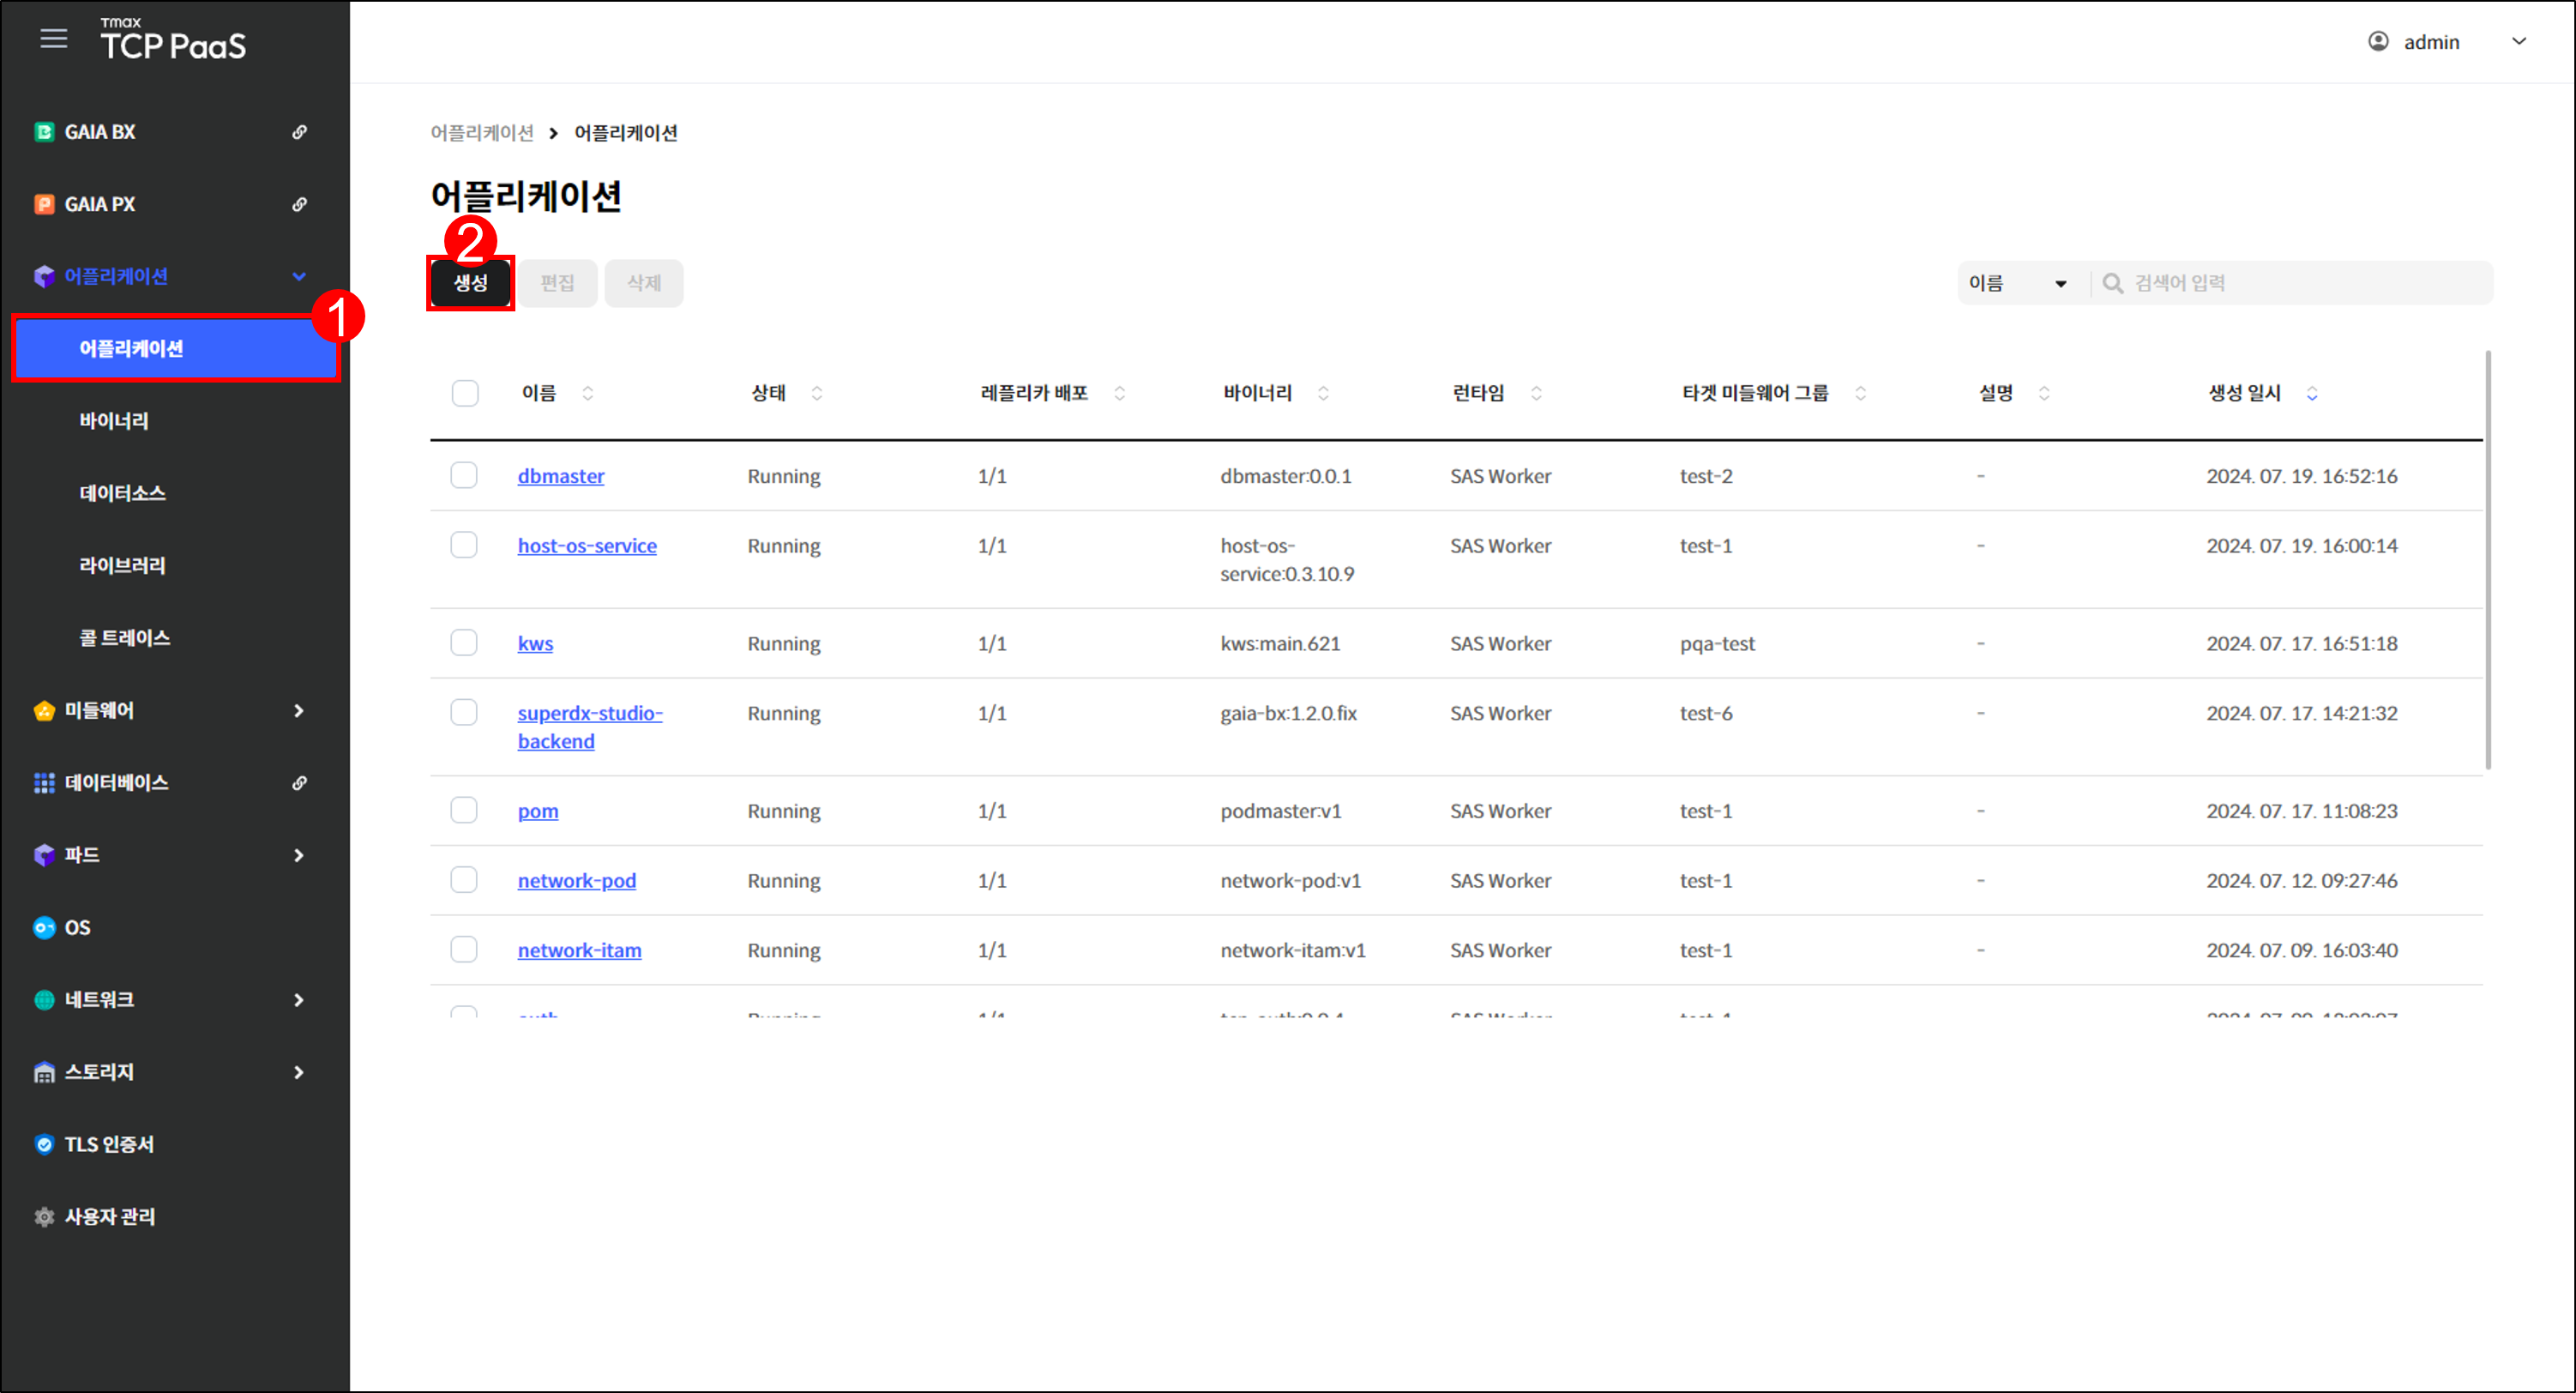 Tmax
TCP PaaS
admin
GAIA BX
GAIA PX
어플리케이션
1
어플리케이션
바이너리
데이터소스
라이브러리
콜 트레이스
미들웨어
데이터베이스
파드
OS
네트워크
스토리지
TLS 인증서
사용자 관리
어플리케이션 > 어플리케이션
어플리케이션
2
생성 편집 삭제
이름 검색어 입력
이름 상태 레플리카 배포 바이너리 런타임 타겟 미들웨어 그룹 설명 생성 일시
dbmaster Running 1/1 dbmaster:0.0.1 SAS Worker test-2 - 2024. 07. 19. 16:52:16
host-os-service Running 1/1 host-os- SAS Worker test-1 - 2024. 07. 19. 16:00:14
service:0.3.10.9
kws Running 1/1 kws:main.621 SAS Worker pqa-test - 2024. 07. 17. 16:51:18
superdx-studio- Running 1/1 gaia-bx:1.2.0.fix SAS Worker test-6 - 2024. 07. 17. 14:21:32
backend
pom Running 1/1 podmaster:v1 SAS Worker test-1 - 2024. 07. 17. 11:08:23
network-pod Running 1/1 network-pod:v1 SAS Worker test-1 - 2024. 07. 12. 09:27:46
network-itam Running 1/1 network-itam:v1 SAS Worker test-1 - 2024. 07. 09. 16:03:40